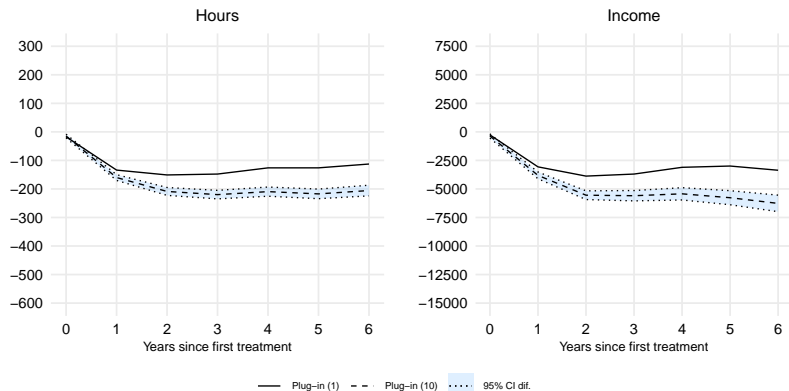 Hours
300
200
100
0
−100
−200
−300
−400
−500
−600
0 1 2 3 4 5 6
Years since first treatment
Income
7500
5000
2500
0
−2500
−5000
−7500
−10000
−12500
−15000
0 1 2 3 4 5 6
Years since first treatment
Plug−in (1) Plug−in (10) 95% CI dif.